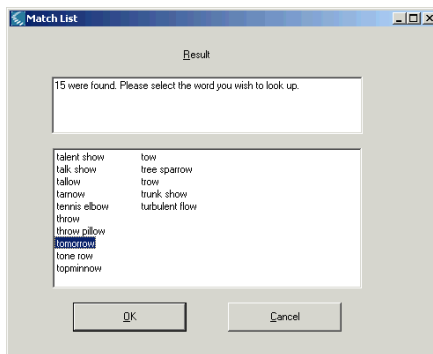 Match List
Result
15 were found. Please select the word you wish to look up.
talent show
talk show
tallow
tarnow
tennis elbow
throw
throw pillow
tomorrow
tone row
topminnow
tow
tree sparrow
trow
trunk show
turbulent flow
OK
Cancel